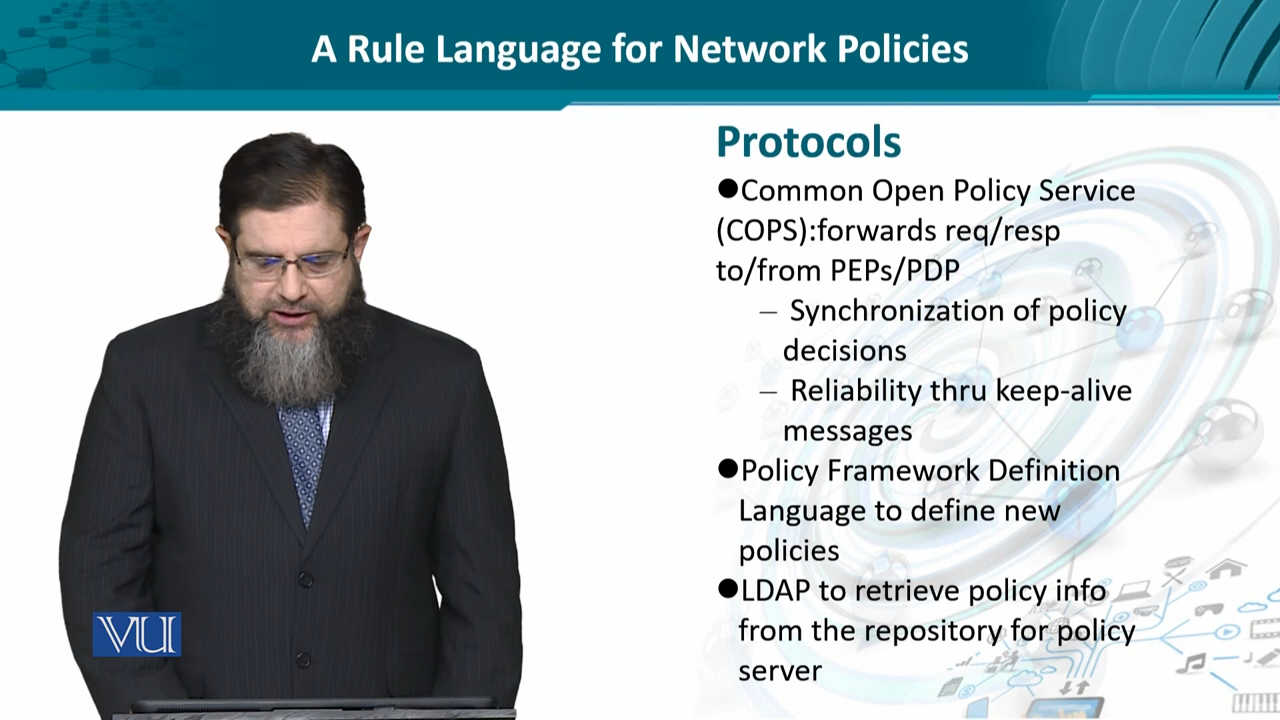 A Rule Language for Network Policies
Protocols
●Common Open Policy Service
(COPS):forwards req/resp
to/from PEPs/PDP
– Synchronization of policy
decisions
– Reliability thru keep-alive
messages
●Policy Framework Definition
Language to define new
policies
●LDAP to retrieve policy info
from the repository for policy
server
VU